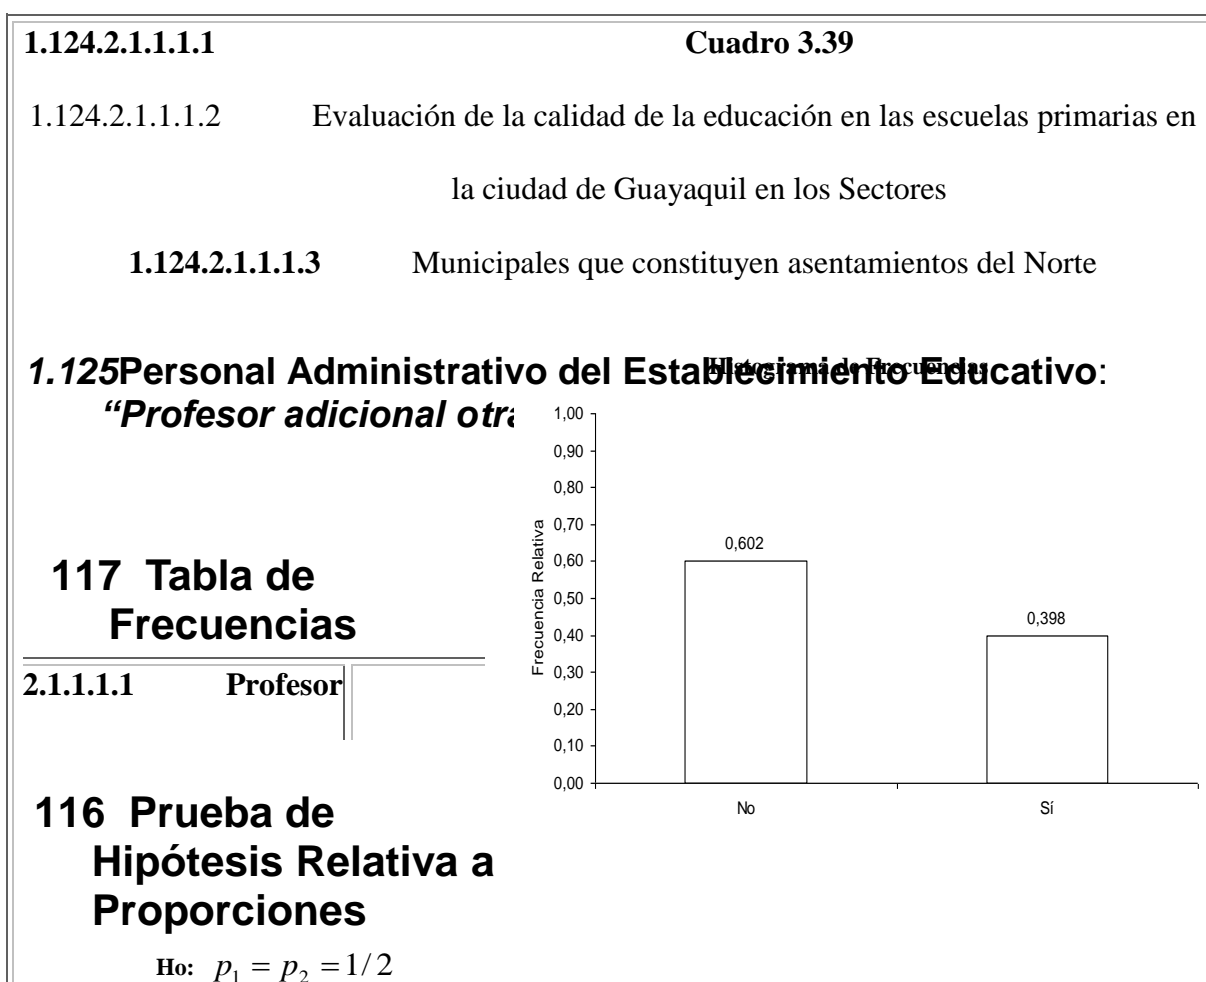 1.124.2.1.1.1.1 Cuadro 3.39
1.124.2.1.1.1.2 Evaluación de la calidad de la educación en las escuelas primarias en
la ciudad de Guayaquil en los Sectores
1.124.2.1.1.1.3 Municipales que constituyen asentamientos del Norte
1.125Personal Administrativo del Establecimiento Educativo:
Histograma de Frecuencias
“Profesor adicional otra
1,00
0,90
0,80
0,70
0,60
0,50
0,40
0,30
0,20
0,10
0,00
Frecuencia Relativa
0,602
0,398
No
Sí
117 Tabla de
Frecuencias
2.1.1.1.1 Profesor
116 Prueba de
Hipótesis Relativa a
Proporciones
Ho: p₁ = p₂ = 1/2